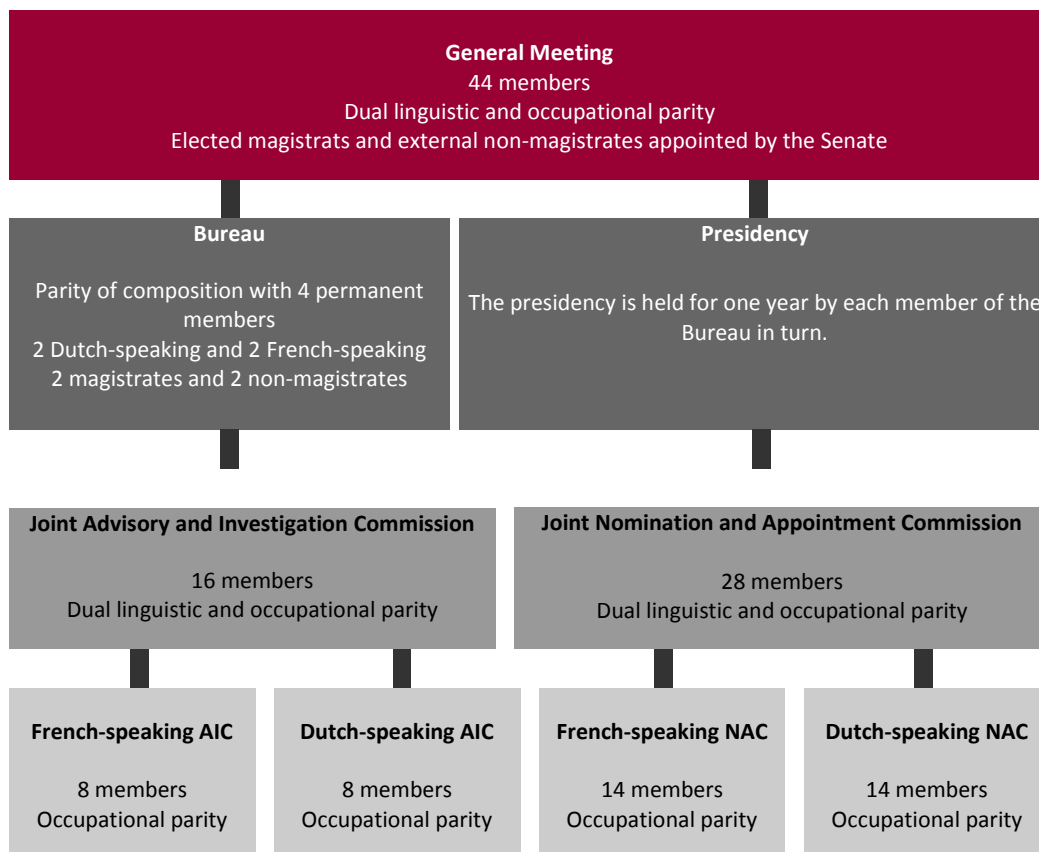 General Meeting
44 members
Dual linguistic and occupational parity
Elected magistrats and external non-magistrates appointed by the Senate
Bureau
Parity of composition with 4 permanent
members
2 Dutch-speaking and 2 French-speaking
2 magistrates and 2 non-magistrates
Presidency
The presidency is held for one year by each member of the
Bureau in turn.
Joint Advisory and Investigation Commission
16 members
Dual linguistic and occupational parity
Joint Nomination and Appointment Commission
28 members
Dual linguistic and occupational parity
French-speaking AIC
8 members
Occupational parity
Dutch-speaking AIC
8 members
Occupational parity
French-speaking NAC
14 members
Occupational parity
Dutch-speaking NAC
14 members
Occupational parity